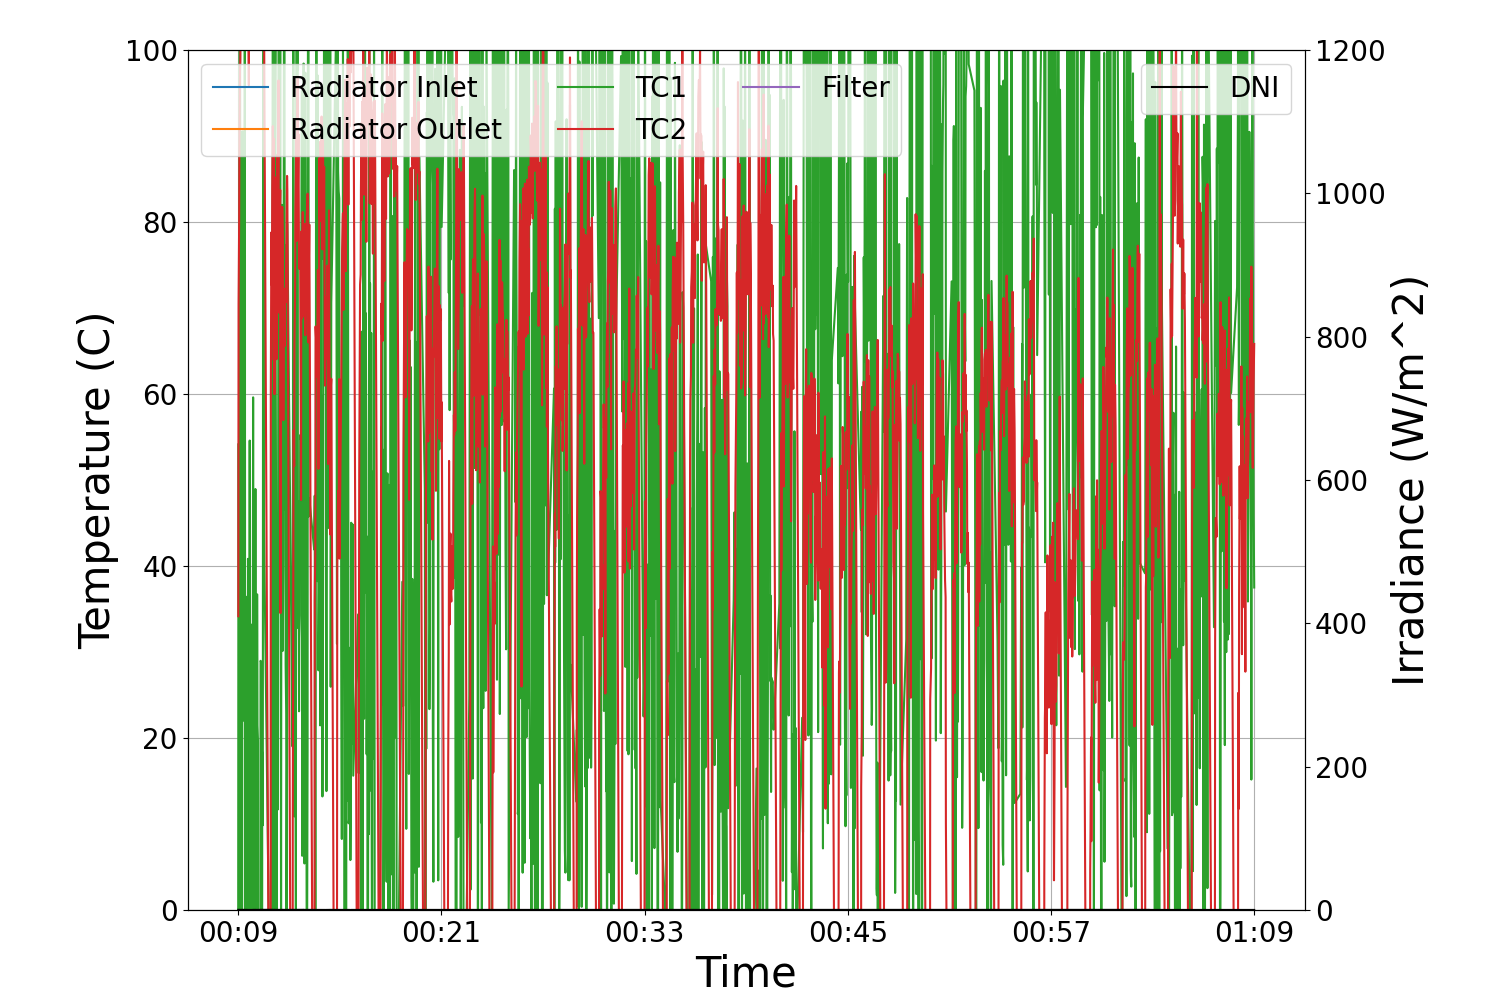 100
80
60
40
20
0
Temperature (C)
Radiator Inlet
Radiator Outlet
TC1
TC2
Filter
DNI
1200
1000
800
600
400
200
0
Irradiance (W/m^2)
00:09 00:21 00:33 00:45 00:57 01:09
Time